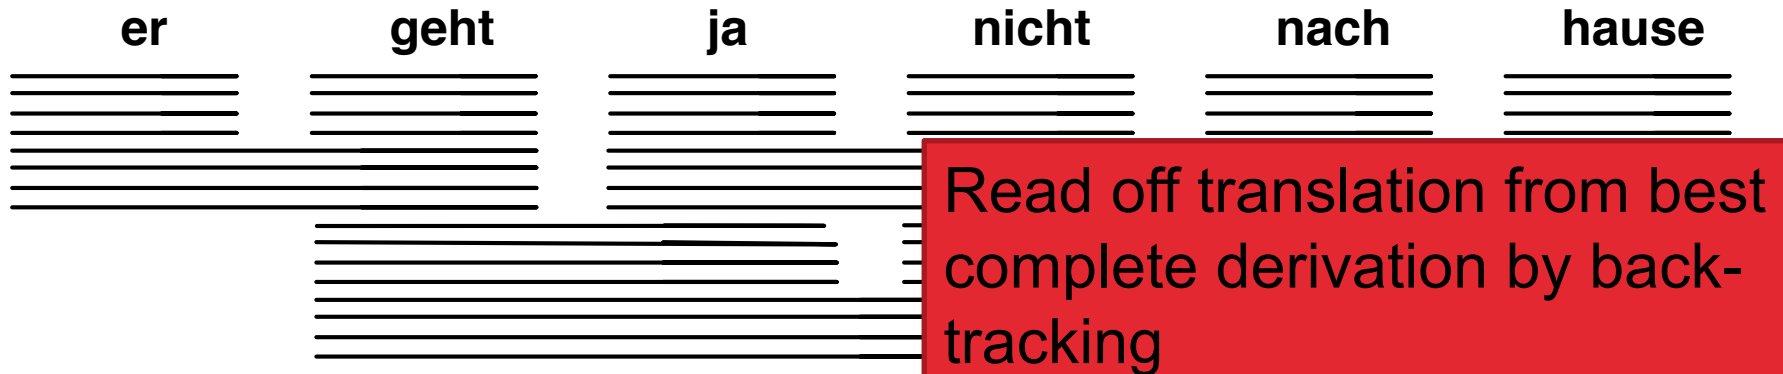 er geht ja nicht nach hause
Read off translation from best
complete derivation by back-
tracking